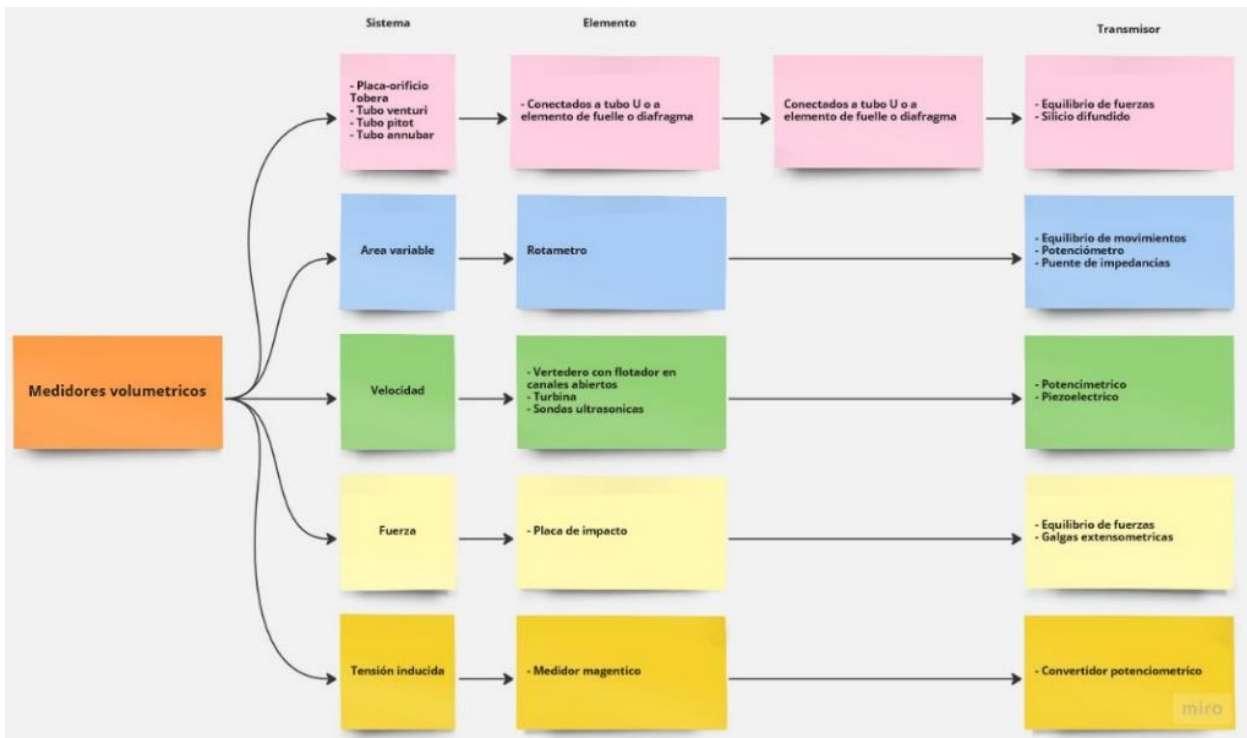 Sistema
Elemento
Transmisor
- Placa-orificio
Tobera
- Tubo venturi
- Tubo pitot
- Tubo annubar
- Conectados a tubo U o a
elemento de fuelle o diafragma
Conectados a tubo U o a
elemento de fuelle o diafragma
- Equilibrio de fuerzas
- Silicio difundido
Area variable
Rotametro
- Equilibrio de movimientos
- Potenciómetro
- Puente de impedancias
Medidores volumetricos
Velocidad
- Vertedero con flotador en
canales abiertos
- Turbina
- Sondas ultrasonicas
- Potencimetrico
- Piezoelectrico
Fuerza
- Placa de impacto
- Equilibrio de fuerzas
- Galgas extensometricas
Tensión inducida
- Medidor magentico
- Convertidor potenciometrico
miro